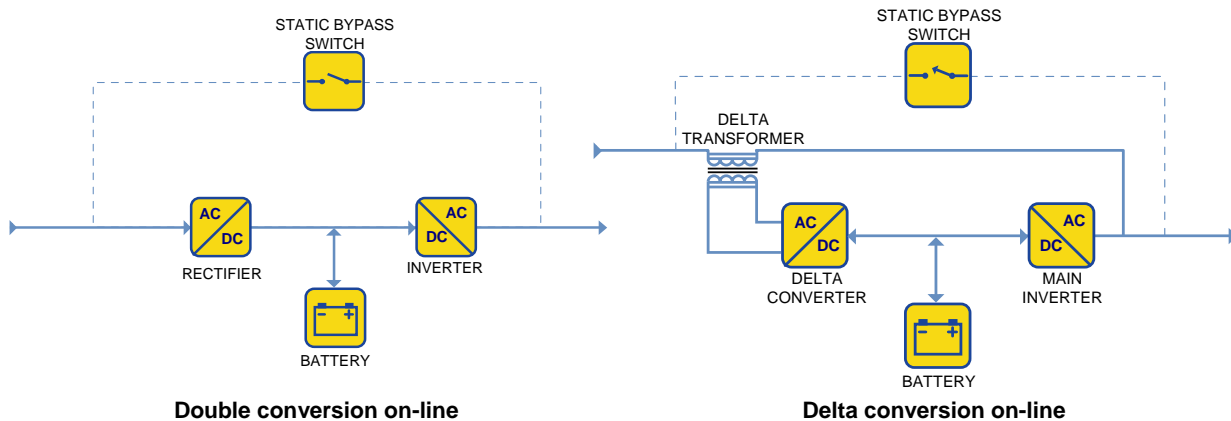 STATIC BYPASS
SWITCH
AC
DC
RECTIFIER
AC
DC
INVERTER
- +
BATTERY
Double conversion on-line
STATIC BYPASS
SWITCH
DELTA
TRANSFORMER
AC
DC
DELTA
CONVERTER
AC
DC
MAIN
INVERTER
- +
BATTERY
Delta conversion on-line